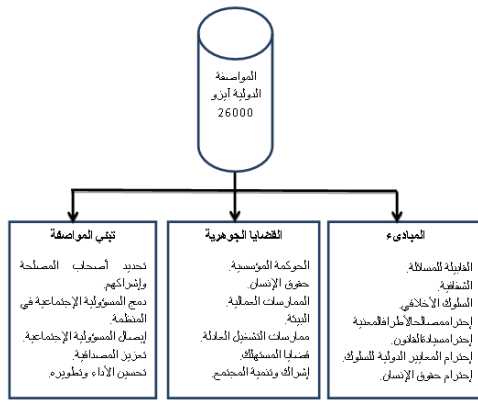 المواصفة
الدولية آيزو
26000
المبادىء
القابيلة للمسائلة.
الشفافية.
السلوك الأخلاقي.
إحترام‌مصالح‌الأطراف‌المعنية
إحترام‌سيادة‌القانون.
إحترام المعايير الدولية للسلوك.
إحترام حقوق الإنسان.
القضايا الجوهرية
الحوكمة المؤسسية.
حقوق الإنسان.
الممارسات العمالية.
البيئة.
ممارسات التشغيل العادلة.
قضايا المستهلك.
إشراك وتنمية المجتمع.
تبني المواصفة
تحديد أصحاب المصلحة
وإشراكهم.
دمج المسؤولية الإجتماعية في
المنظمة.
إيصال المسؤولية الإجتماعية.
تعزيز المصداقية.
تحسين الأداء وتطويره.